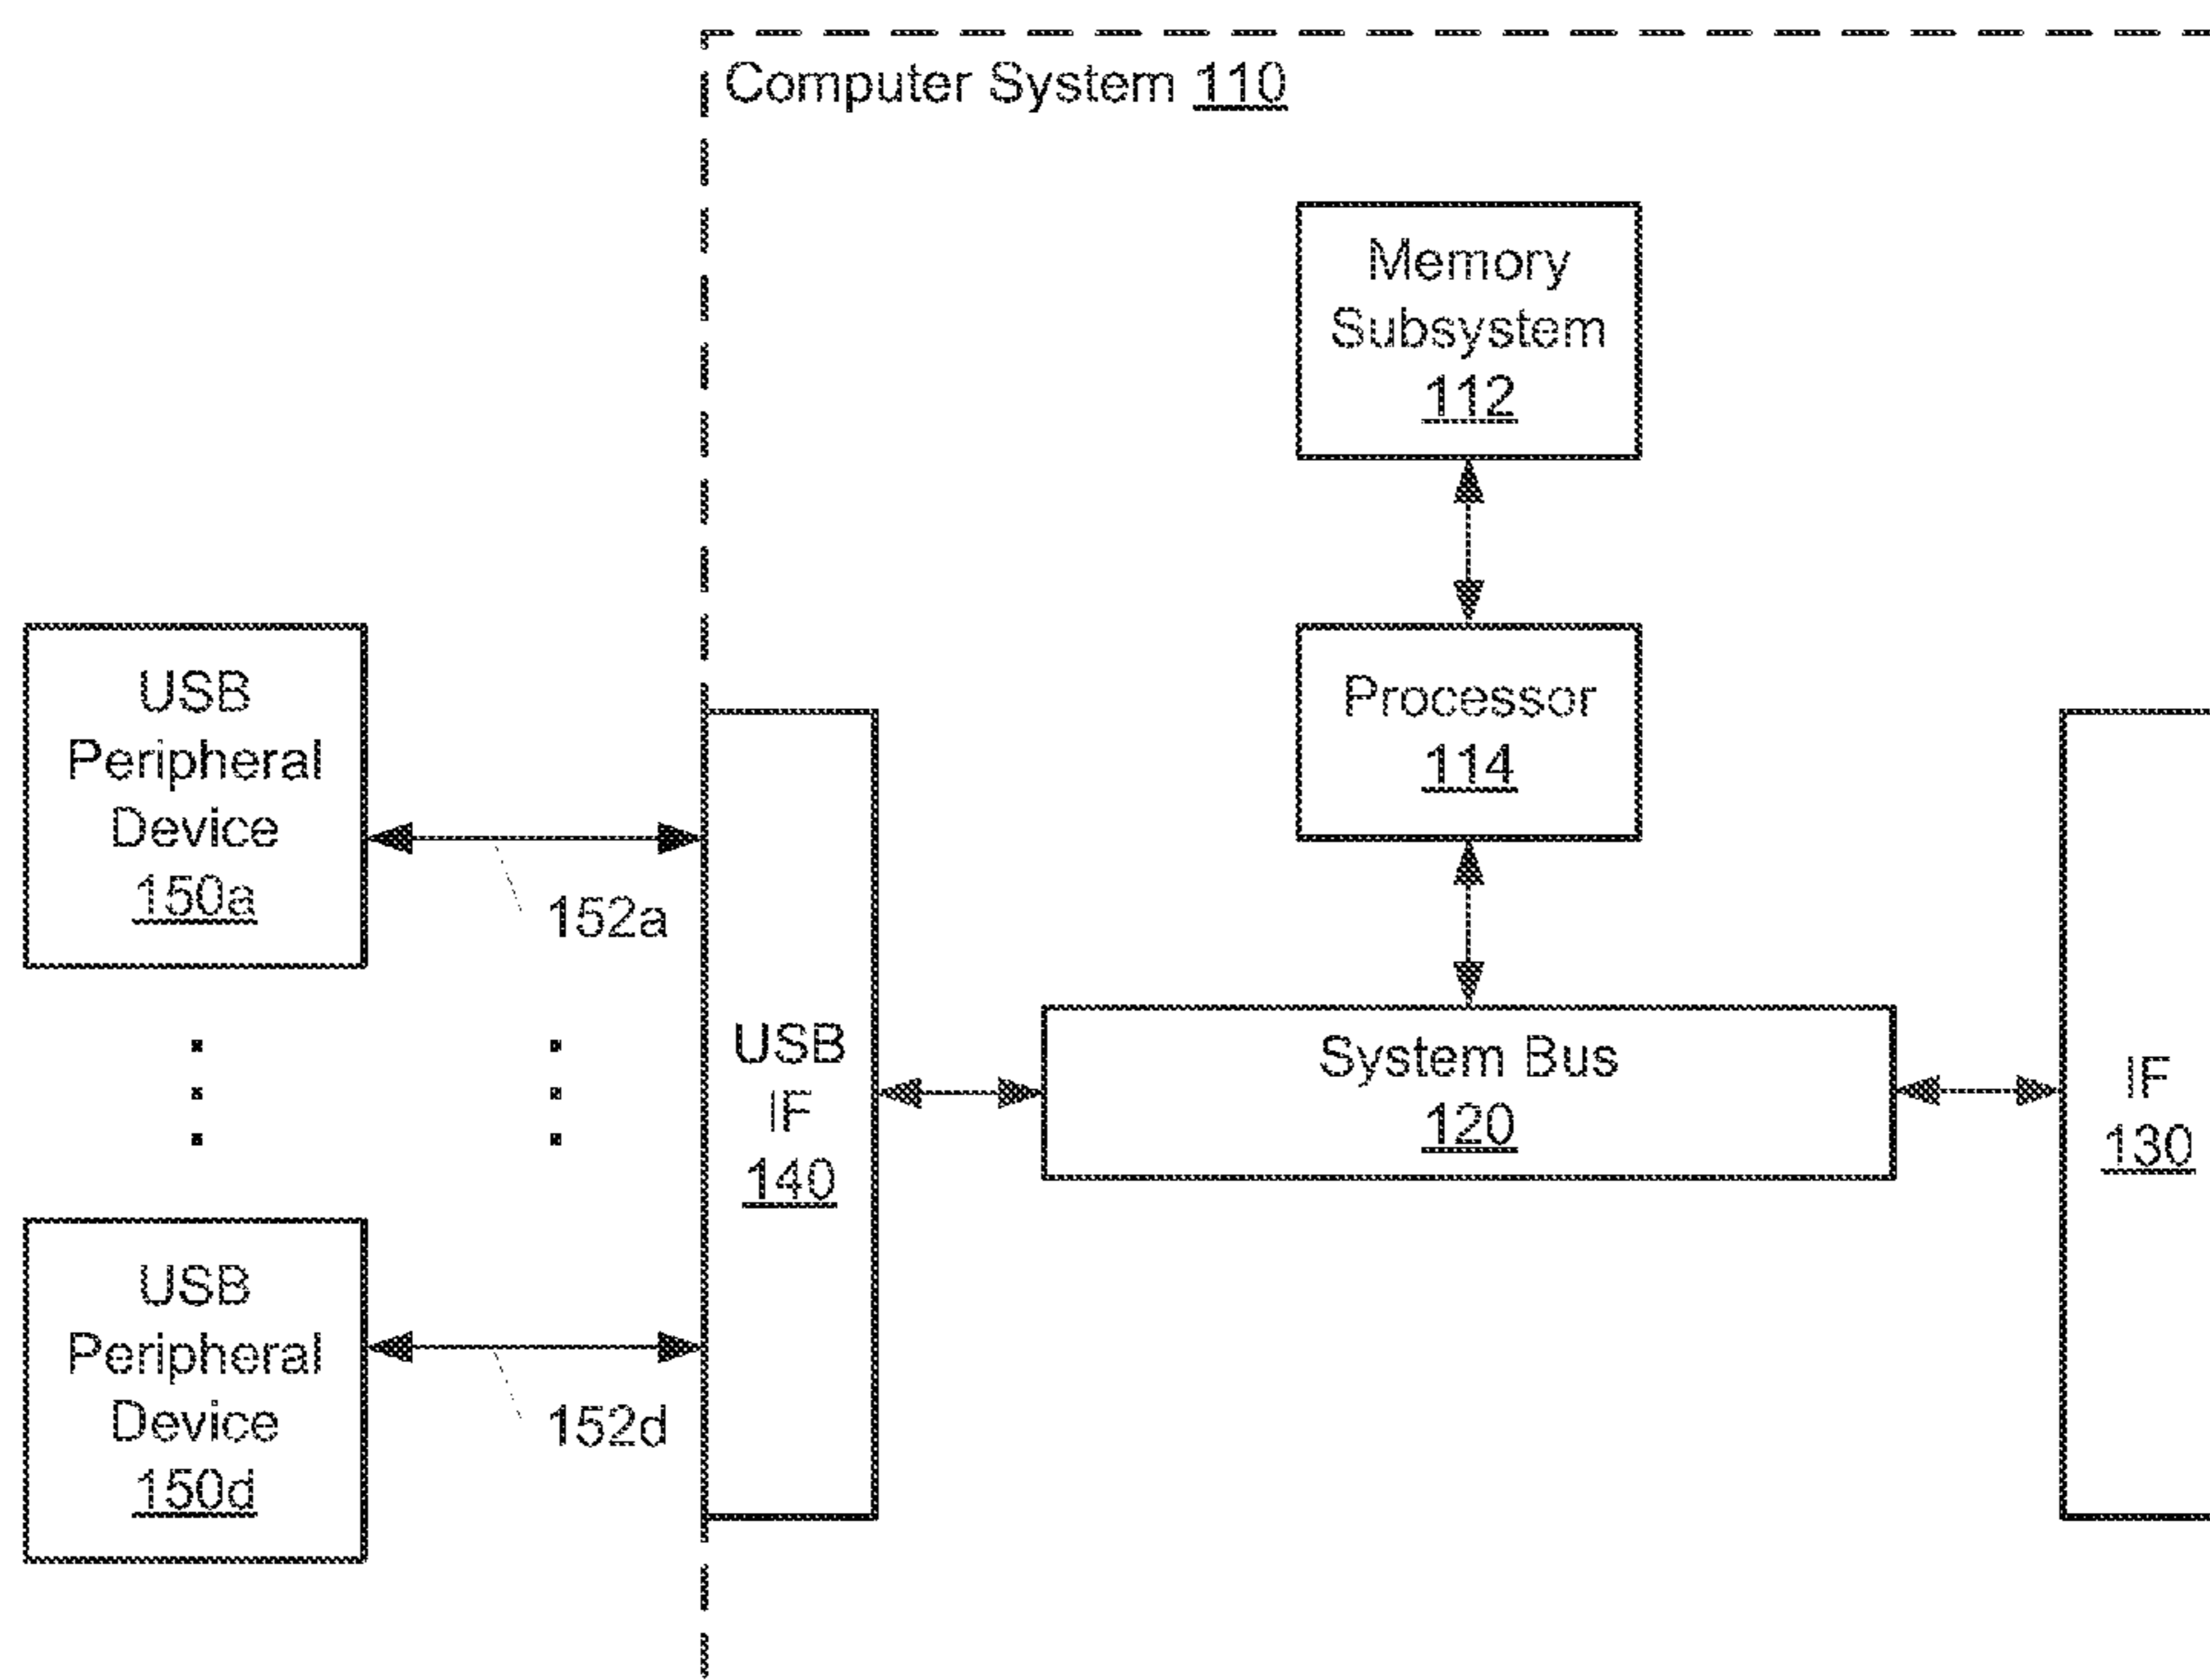 Computer System 110
Memory
Subsystem
112
Processor
114
USB
Peripheral
Device
150a
152a
USB
IF
140
System Bus
120
IF
130
USB
Peripheral
Device
150d
152d